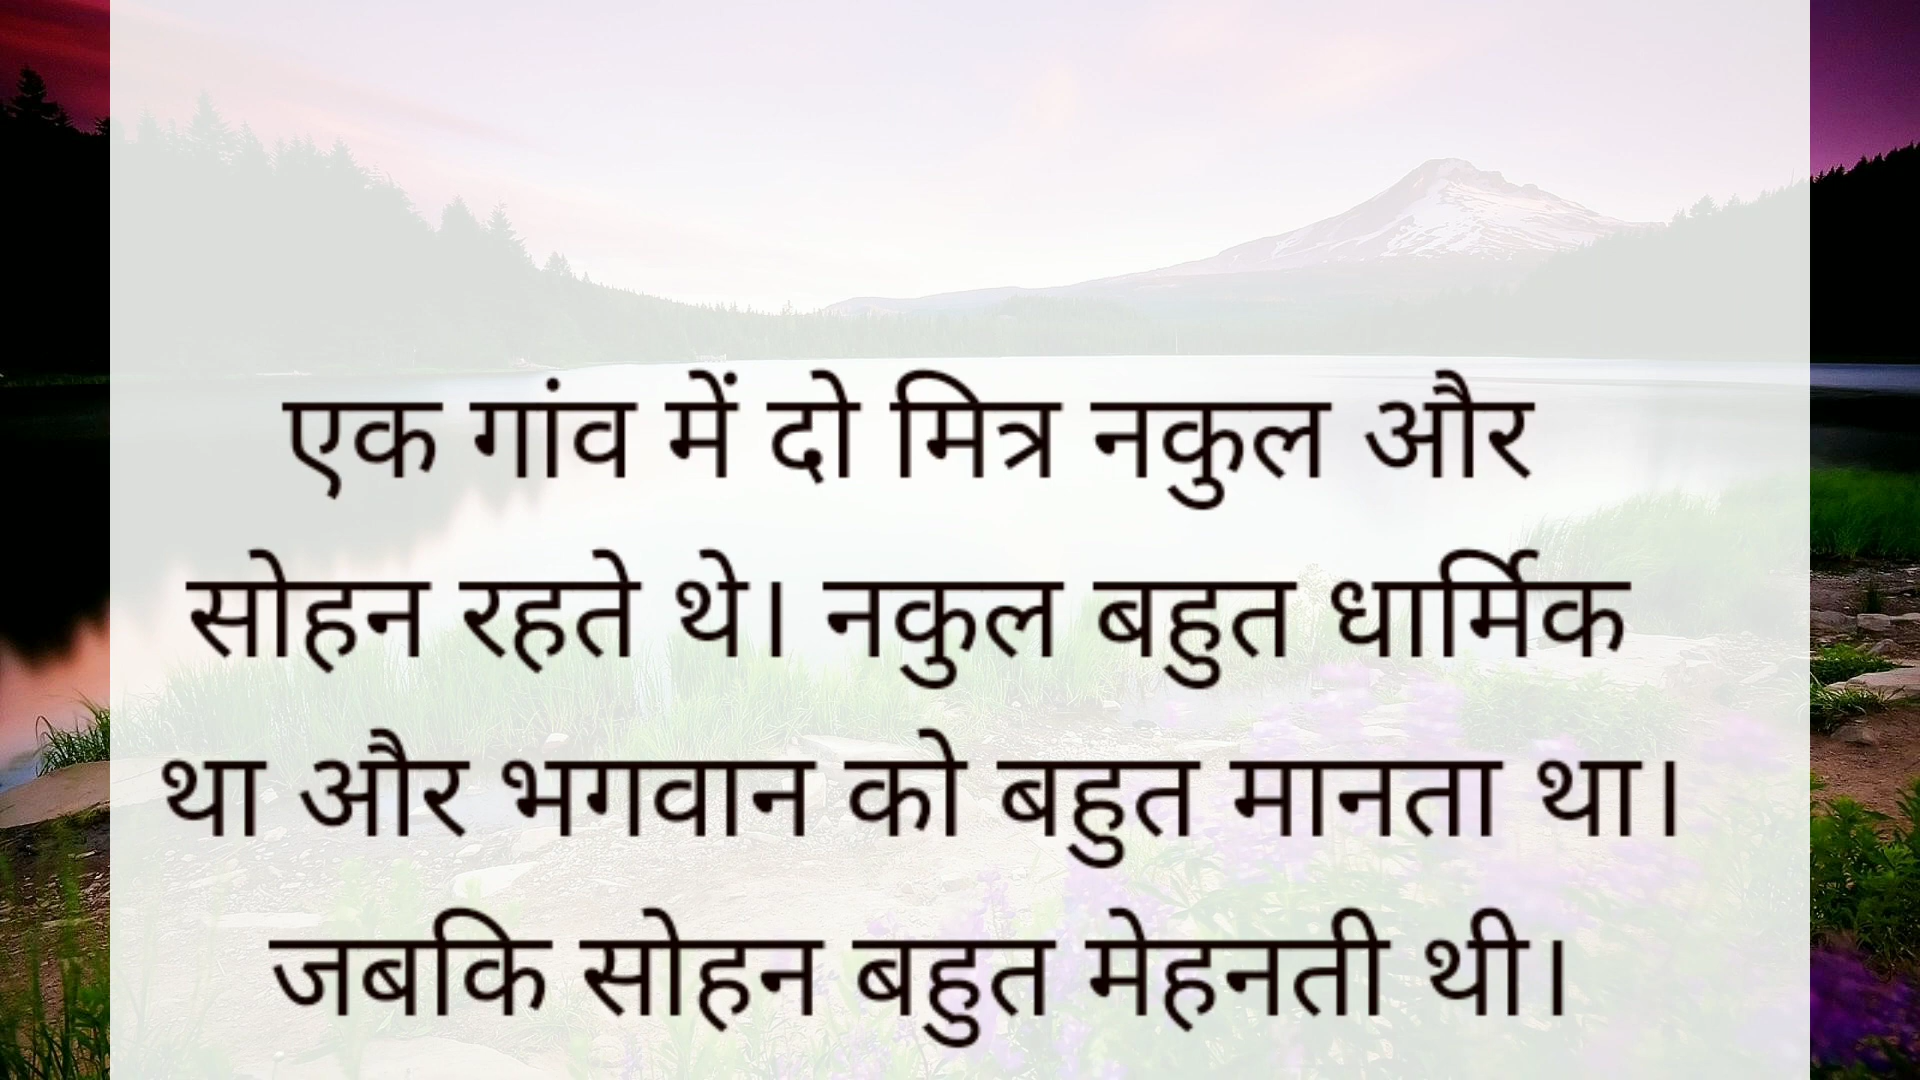 एक गांव में दो मित्र नकुल और
सोहन रहते थे। नकुल बहुत धार्मिक
था और भगवान को बहुत मानता था।
जबकि सोहन बहुत मेहनती थी।